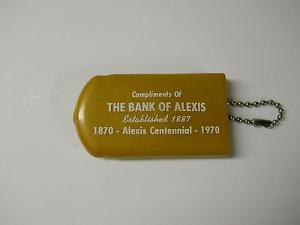 Compliments Of
THE BANK OF ALEXIS
Established 1887
1870 - Alexis Centennial - 1970